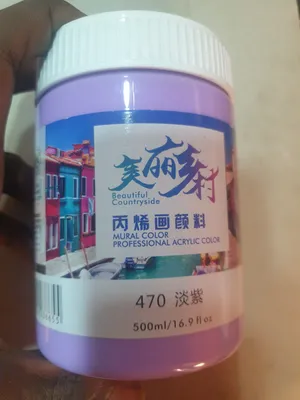 美丽乡村
Beautiful
Countryside
丙烯画颜料
MURAL COLOR
PROFESSIONAL ACRYLIC COLOR
470 淡紫
500ml/16.9 fl oz